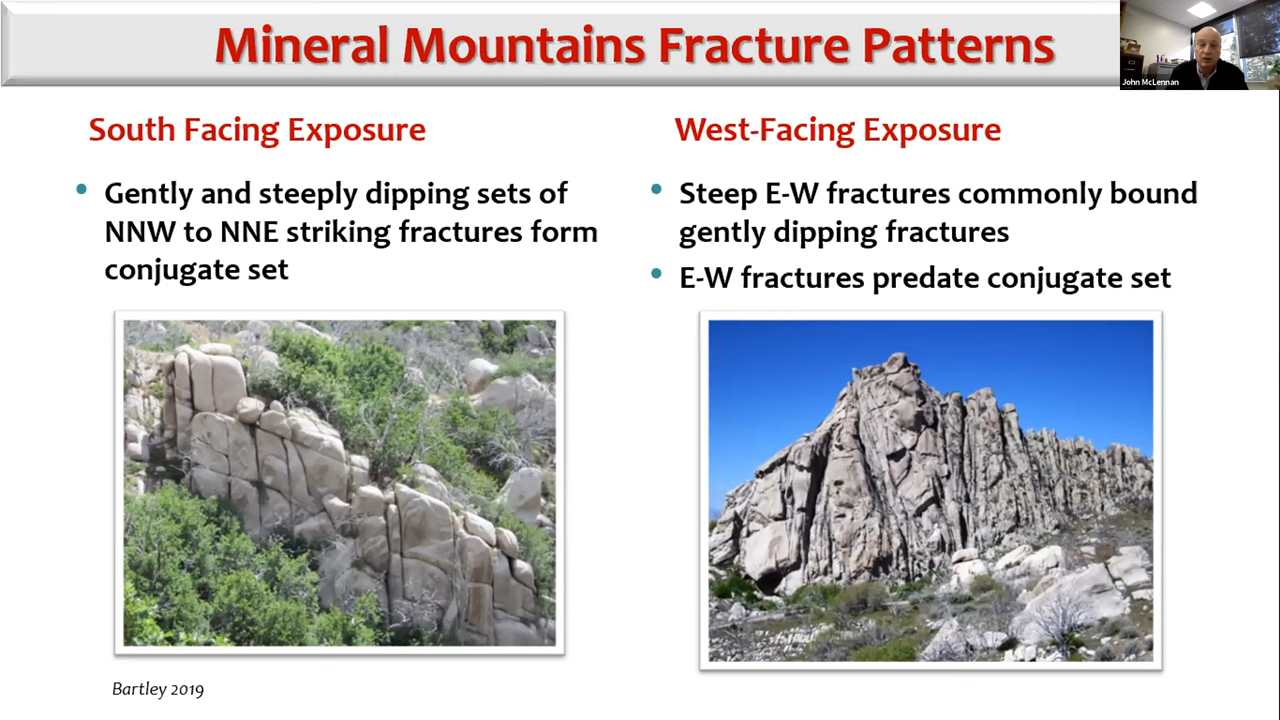 Mineral Mountains Fracture Patterns
John McLennan
South Facing Exposure
• Gently and steeply dipping sets of
NNW to NNE striking fractures form
conjugate set
West-Facing Exposure
• Steep E-W fractures commonly bound
gently dipping fractures
• E-W fractures predate conjugate set
Bartley 2019